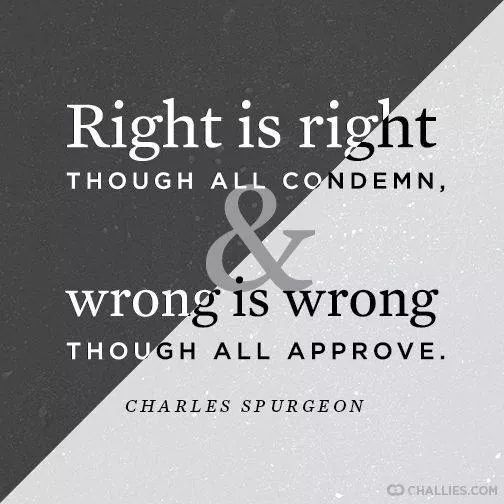 Right is right
THOUGH ALL CONDEMN,
&
wrong is wrong
THOUGH ALL APPROVE.
CHARLES SPURGEON
CHALLIES.COM